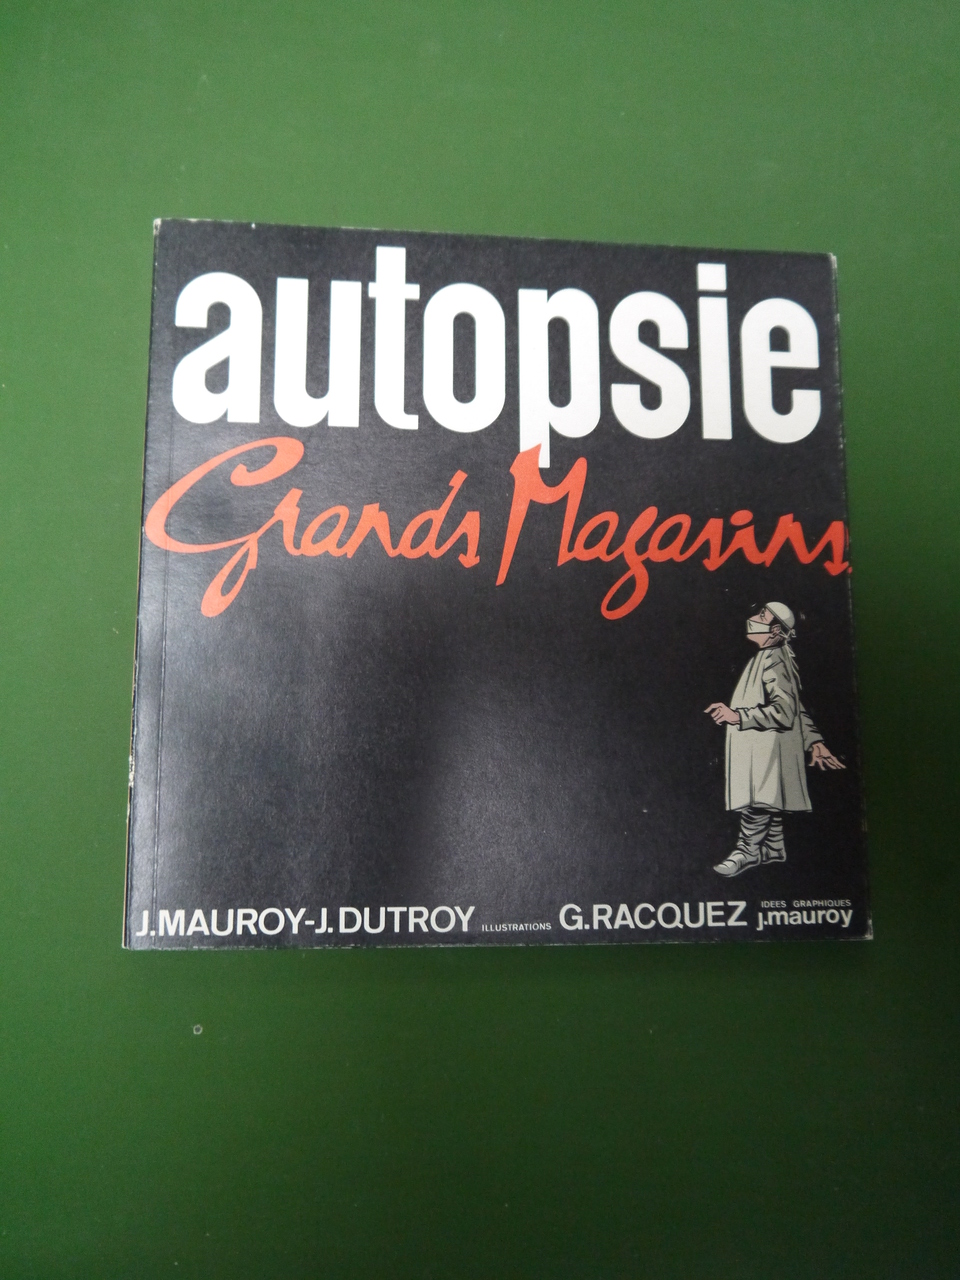 autopsie
Grands Magasins
J.MAUROY-J.DUTROY ILLUSTRATIONS G.RACQUEZ IDEES GRAPHIQUES
j.mauroy